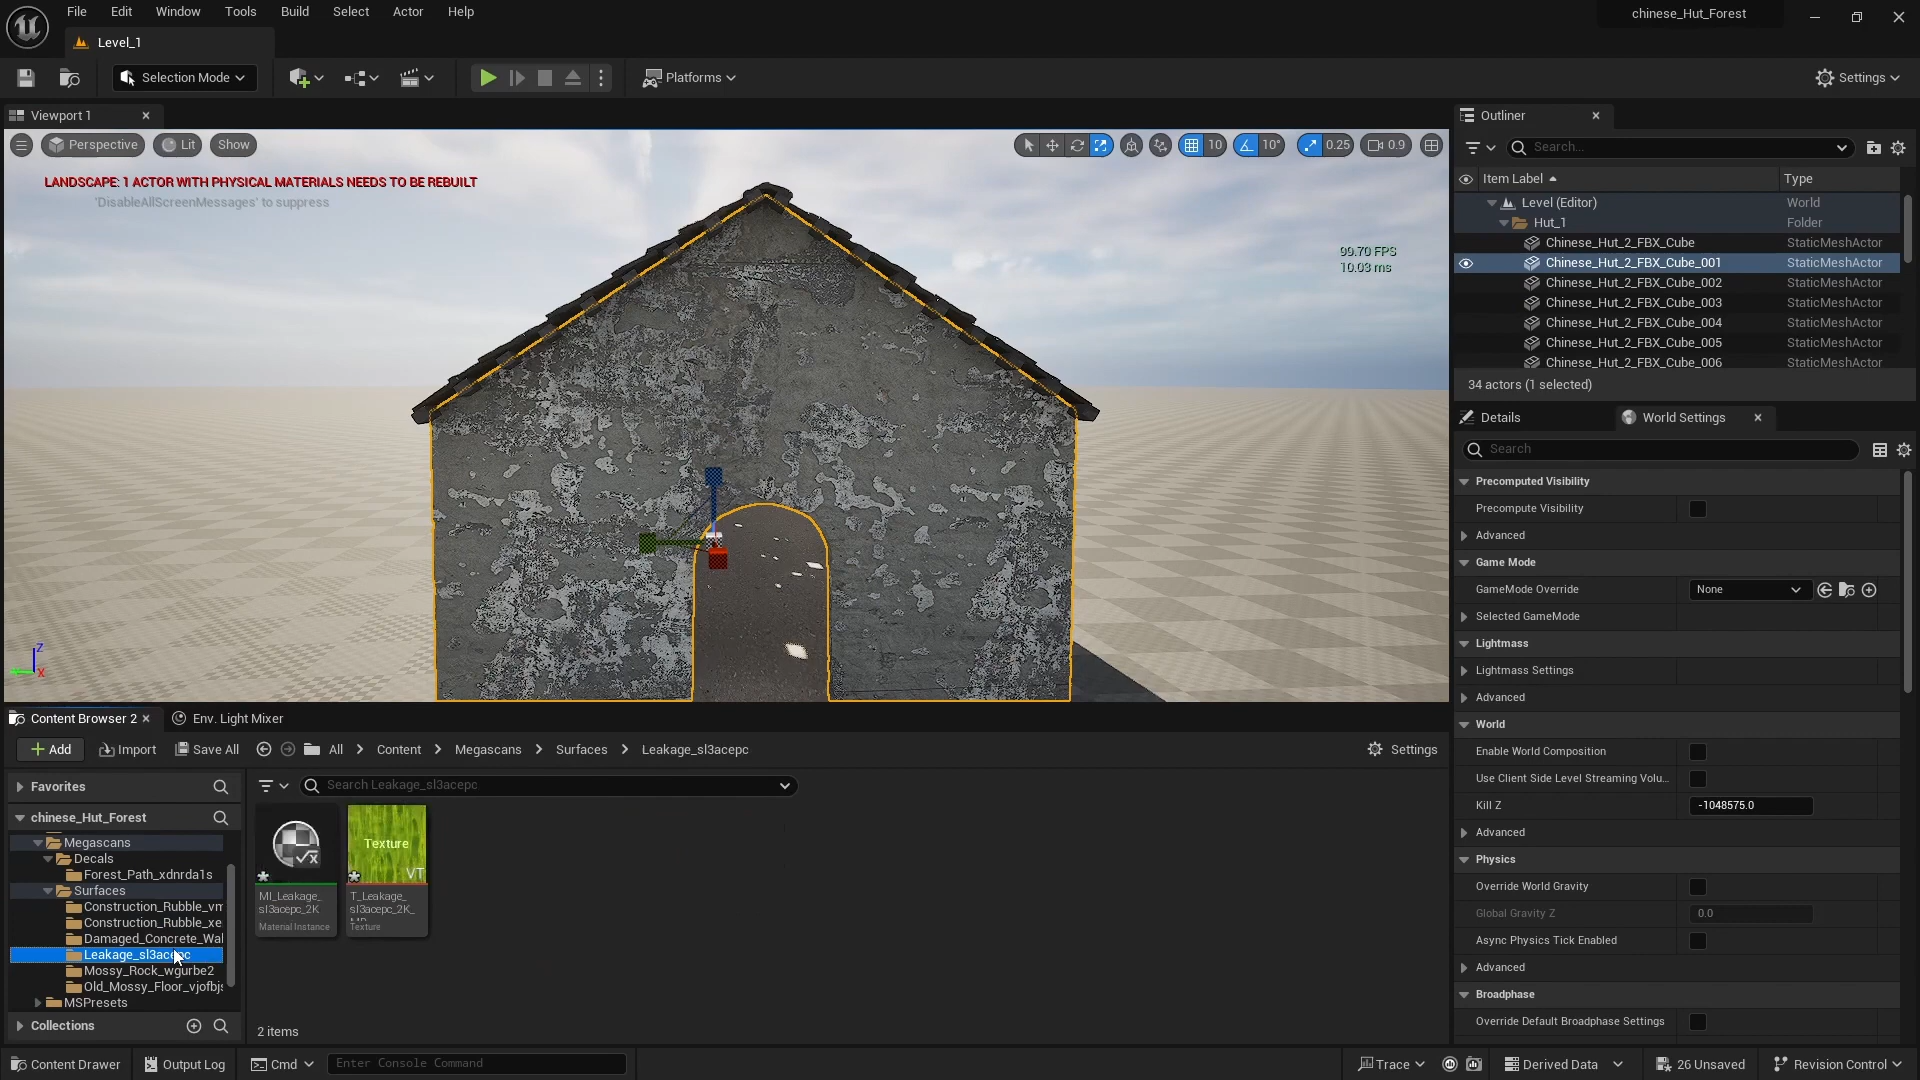 File Edit Window Tools Build Select Actor Help
chinese_Hut_Forest
Level_1
Selection Mode
Platforms
Settings
Viewport 1
Outliner
Perspective Lit Show
10 10° 0.25 0.9
Search...
LANDSCAPE: 1 ACTOR WITH PHYSICAL MATERIALS NEEDS TO BE REBUILT
'DisableAllScreenMessages' to suppress
Item Label Type
Level (Editor) World
Hut_1 Folder
Chinese_Hut_2_FBX_Cube StaticMeshActor
99.70 FPS
10.03 ms
Chinese_Hut_2_FBX_Cube_001 StaticMeshActor
Chinese_Hut_2_FBX_Cube_002 StaticMeshActor
Chinese_Hut_2_FBX_Cube_003 StaticMeshActor
Chinese_Hut_2_FBX_Cube_004 StaticMeshActor
Chinese_Hut_2_FBX_Cube_005 StaticMeshActor
Chinese_Hut_2_FBX_Cube_006 StaticMeshActor
34 actors (1 selected)
Details World Settings
Search
Precomputed Visibility
Precompute Visibility
Advanced
Game Mode
GameMode Override None
Selected GameMode
Lightmass
Lightmass Settings
Advanced
World
Enable World Composition
Use Client Side Level Streaming Volu...
Kill Z -1048575.0
Advanced
Physics
Override World Gravity
Global Gravity Z 0.0
Async Physics Tick Enabled
Advanced
Broadphase
Override Default Broadphase Settings
Z
X
Content Browser 2 Env. Light Mixer
Add Import Save All All Content Megascans Surfaces Leakage_sl3acepc Settings
Favorites
Search Leakage_sl3acepc
chinese_Hut_Forest
Megascans
Decals
Forest_Path_xdnrda1s
Surfaces
Construction_Rubble_vm
Construction_Rubble_xe
Damaged_Concrete_Wal
Leakage_sl3acepc
Mossy_Rock_wgurbe2
Old_Mossy_Floor_vjofbjs
MSPresets
Collections
Texture
VT
MI_Leakage_
sl3acepc_2K
Material Instance
T_Leakage_
sl3acepc_2K_
Texture
2 items
Content Drawer Output Log Cmd Enter Console Command
Trace Derived Data 26 Unsaved Revision Control